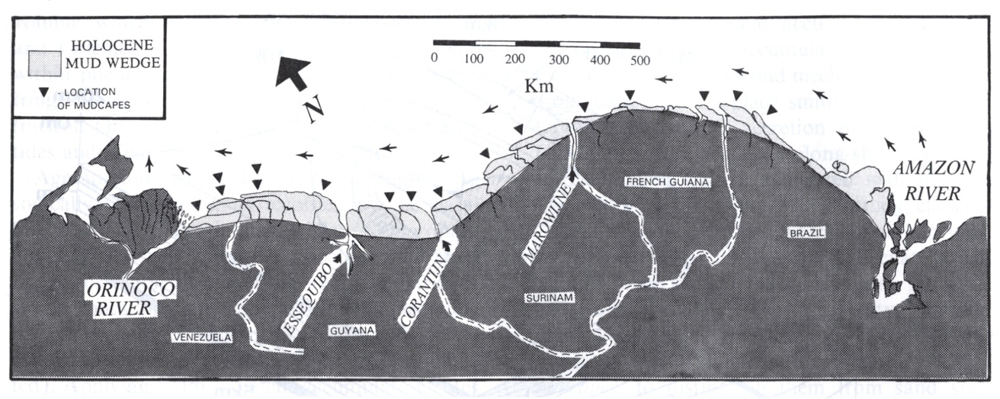 HOLOCENE
MUD WEDGE
- LOCATION
OF MUDCAPES
N
0 100 200 300 400 500
Km
AMAZON
RIVER
FRENCH GUIANA
MAROWIJNE
BRAZIL
ORINOCO
RIVER
ESSEQUIBO
CORANTIJN
SURINAM
VENEZUELA
GUYANA